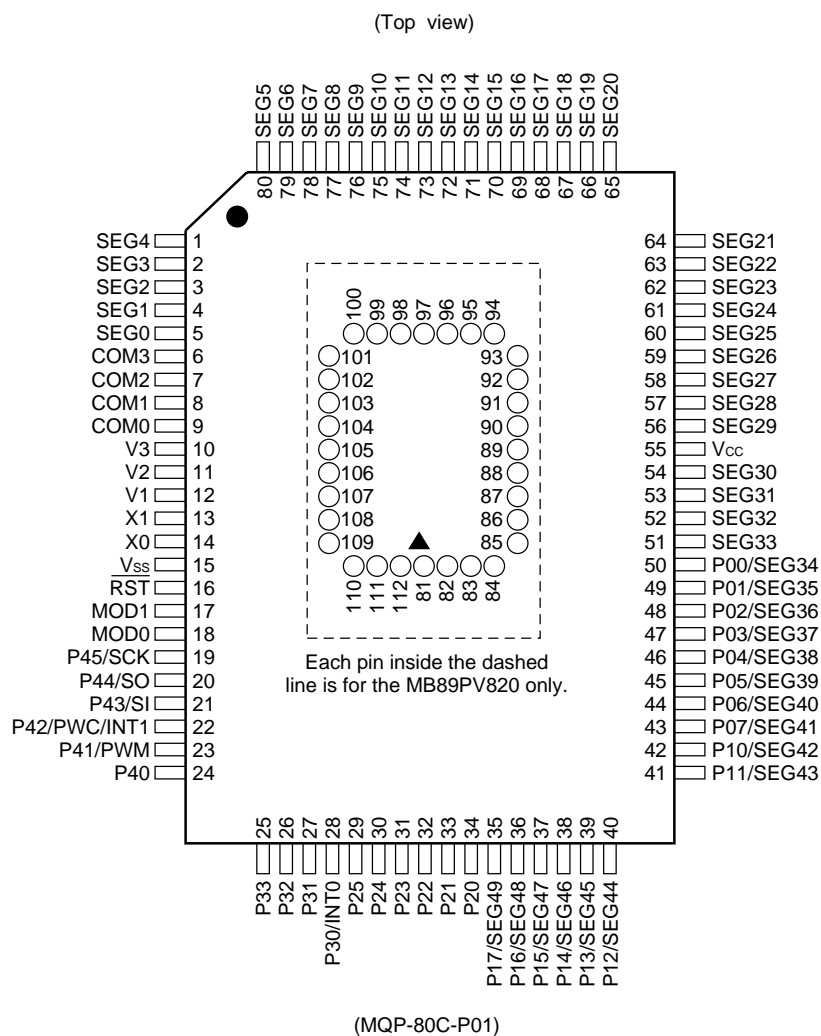 (Top view)
SEG5
SEG6
SEG7
SEG8
SEG9
SEG10
SEG11
SEG12
SEG13
SEG14
SEG15
SEG16
SEG17
SEG18
SEG19
SEG20
80
79
78
77
76
75
74
73
72
71
70
69
68
67
66
65
SEG4 1
SEG3 2
SEG2 3
SEG1 4
SEG0 5
COM3 6
COM2 7
COM1 8
COM0 9
V3 10
V2 11
V1 12
X1 13
X0 14
Vss 15
RST 16
MOD1 17
MOD0 18
P45/SCK 19
P44/SO 20
P43/SI 21
P42/PWC/INT1 22
P41/PWM 23
P40 24
100
99
98
97
96
95
94
101
102
103
104
105
106
107
108
109
93
92
91
90
89
88
87
86
85
110
111
112
81
82
83
84
Each pin inside the dashed
line is for the MB89PV820 only.
64 SEG21
63 SEG22
62 SEG23
61 SEG24
60 SEG25
59 SEG26
58 SEG27
57 SEG28
56 SEG29
55 Vcc
54 SEG30
53 SEG31
52 SEG32
51 SEG33
50 P00/SEG34
49 P01/SEG35
48 P02/SEG36
47 P03/SEG37
46 P04/SEG38
45 P05/SEG39
44 P06/SEG40
43 P07/SEG41
42 P10/SEG42
41 P11/SEG43
25
26
27
28
29
30
31
32
33
34
35
36
37
38
39
40
P33
P32
P31
P30/INT0
P25
P24
P23
P22
P21
P20
P17/SEG49
P16/SEG48
P15/SEG47
P14/SEG46
P13/SEG45
P12/SEG44
(MQP-80C-P01)